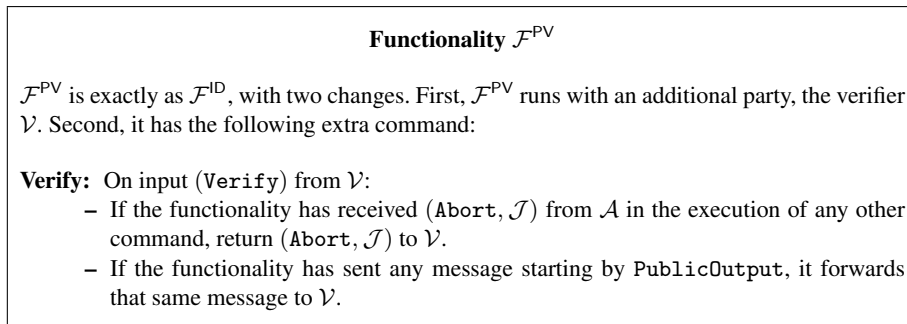 Functionality 𝓕^PV
𝓕^PV is exactly as 𝓕^ID, with two changes. First, 𝓕^PV runs with an additional party, the verifier
𝒱. Second, it has the following extra command:
Verify: On input (Verify) from 𝒱:
– If the functionality has received (Abort, 𝒥) from 𝒜 in the execution of any other
command, return (Abort, 𝒥) to 𝒱.
– If the functionality has sent any message starting by PublicOutput, it forwards
that same message to 𝒱.